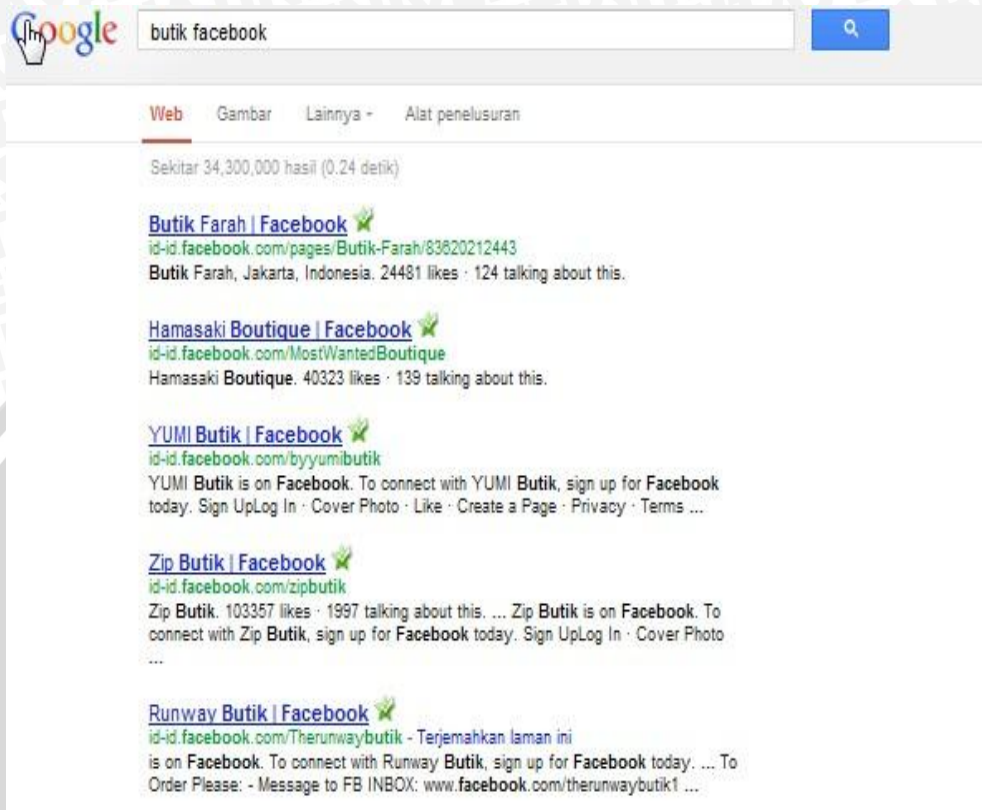 Google butik facebook
Web Gambar Lainnya Alat penelusuran
Sekitar 34,300,000 hasil (0.24 detik)
Butik Farah | Facebook
id-id.facebook.com/pages/Butik-Farah/83620212443
Butik Farah, Jakarta, Indonesia. 24481 likes · 124 talking about this.
Hamasaki Boutique | Facebook
id-id.facebook.com/MostWantedBoutique
Hamasaki Boutique. 40323 likes · 139 talking about this.
YUMI Butik | Facebook
id-id.facebook.com/byyumibutik
YUMI Butik is on Facebook. To connect with YUMI Butik, sign up for Facebook
today. Sign UpLog In · Cover Photo · Like · Create a Page · Privacy · Terms ...
Zip Butik | Facebook
id-id.facebook.com/zipbutik
Zip Butik. 103357 likes · 1997 talking about this. ... Zip Butik is on Facebook. To
connect with Zip Butik, sign up for Facebook today. Sign UpLog In · Cover Photo
...
Runway Butik | Facebook
id-id.facebook.com/Therunwaybutik - Terjemahkan laman ini
is on Facebook. To connect with Runway Butik, sign up for Facebook today. ... To
Order Please: - Message to FB INBOX: www.facebook.com/therunwaybutik1 ...